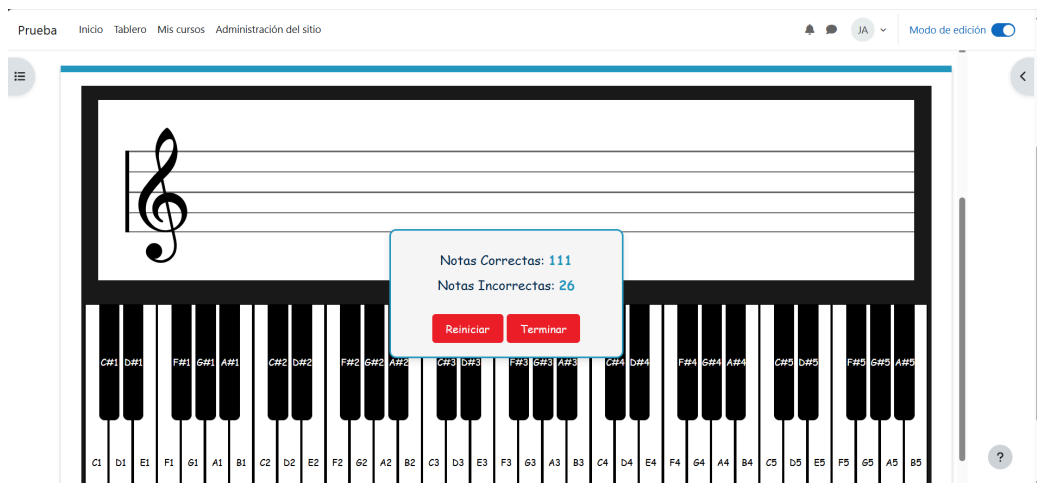 Prueba Inicio Tablero Mis cursos Administración del sitio JA Modo de edición
Notas Correctas: 111
Notas Incorrectas: 26
Reiniciar Terminar
C#1 D#1 F#1 G#1 A#1 C#2 D#2 F#2 G#2 A#2 C#3 D#3 F#3 G#3 A#3 C#4 D#4 F#4 G#4 A#4 C#5 D#5 F#5 G#5 A#5
C1 D1 E1 F1 G1 A1 B1 C2 D2 E2 F2 G2 A2 B2 C3 D3 E3 F3 G3 A3 B3 C4 D4 E4 F4 G4 A4 B4 C5 D5 E5 F5 G5 A5 B5
?